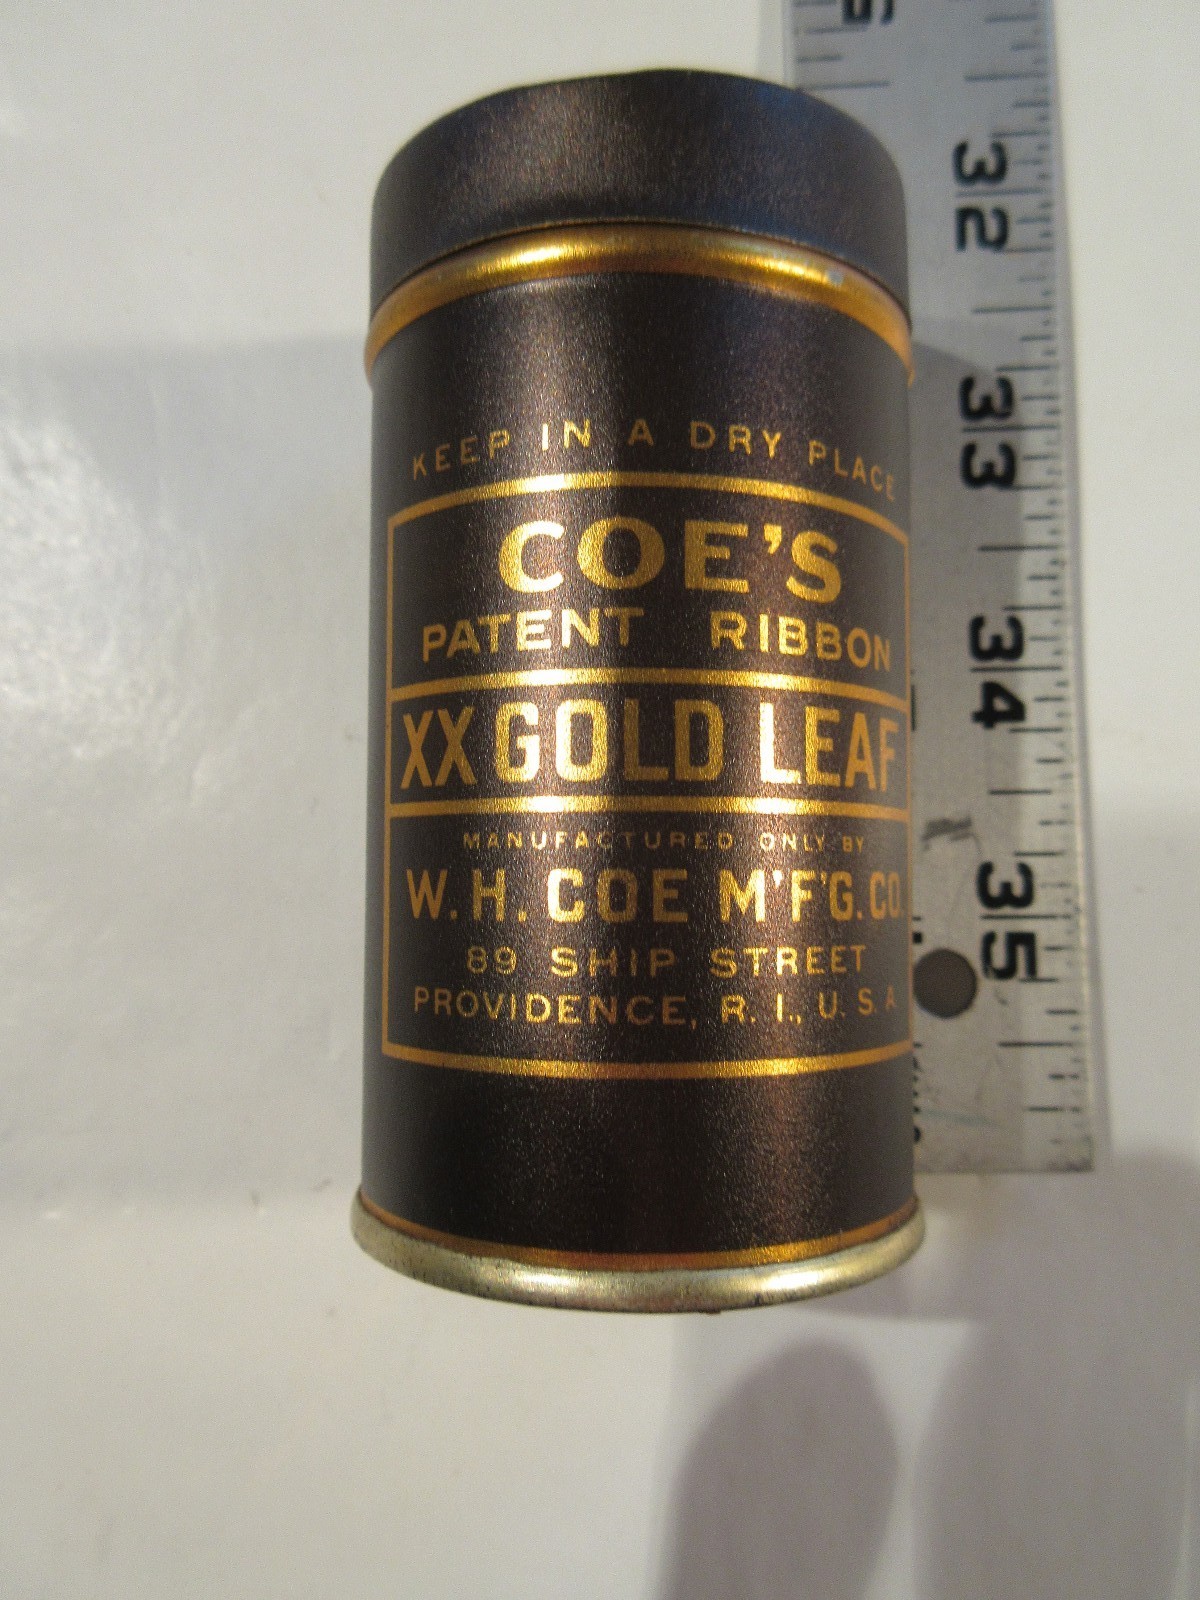 KEEP IN A DRY PLACE
COE'S
PATENT RIBBON
XX GOLD LEAF
MANUFACTURED ONLY BY
W. H. COE M'F'G. CO.
89 SHIP STREET
PROVIDENCE, R. I., U. S. A
32
33
34
35